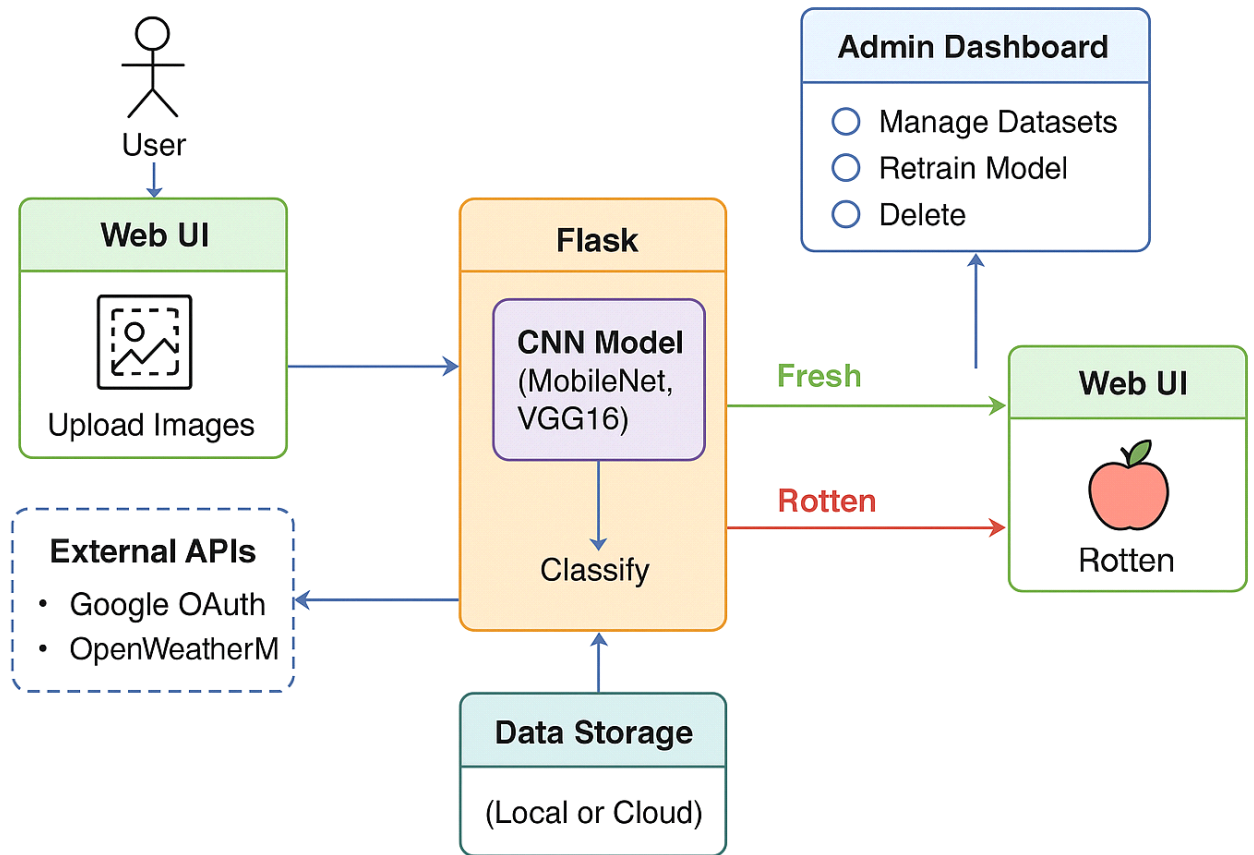 User
Web UI
Upload Images
External APIs
• Google OAuth
• OpenWeatherM
Flask
CNN Model
(MobileNet,
VGG16)
Classify
Data Storage
(Local or Cloud)
Fresh
Rotten
Admin Dashboard
Manage Datasets
Retrain Model
Delete
Web UI
Rotten